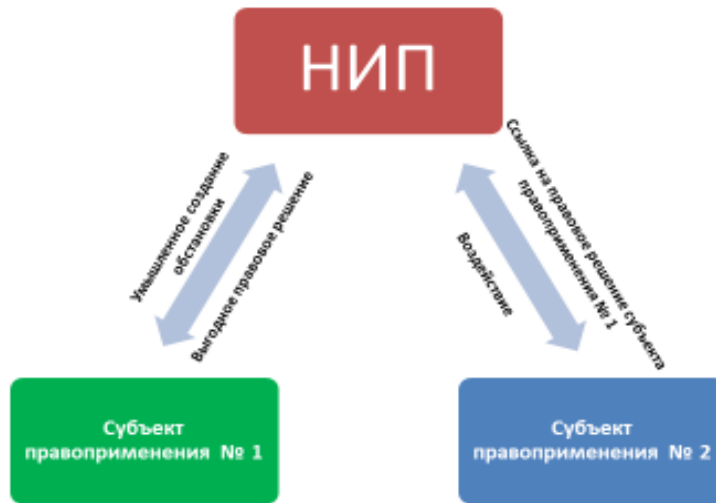 НИП
Умышленное создание
обстановки
Выгодное правовое решение
Ссылка на правовое решение субъекта
правоприменения № 1
Воздействие
Субъект
правоприменения № 1
Субъект
правоприменения № 2